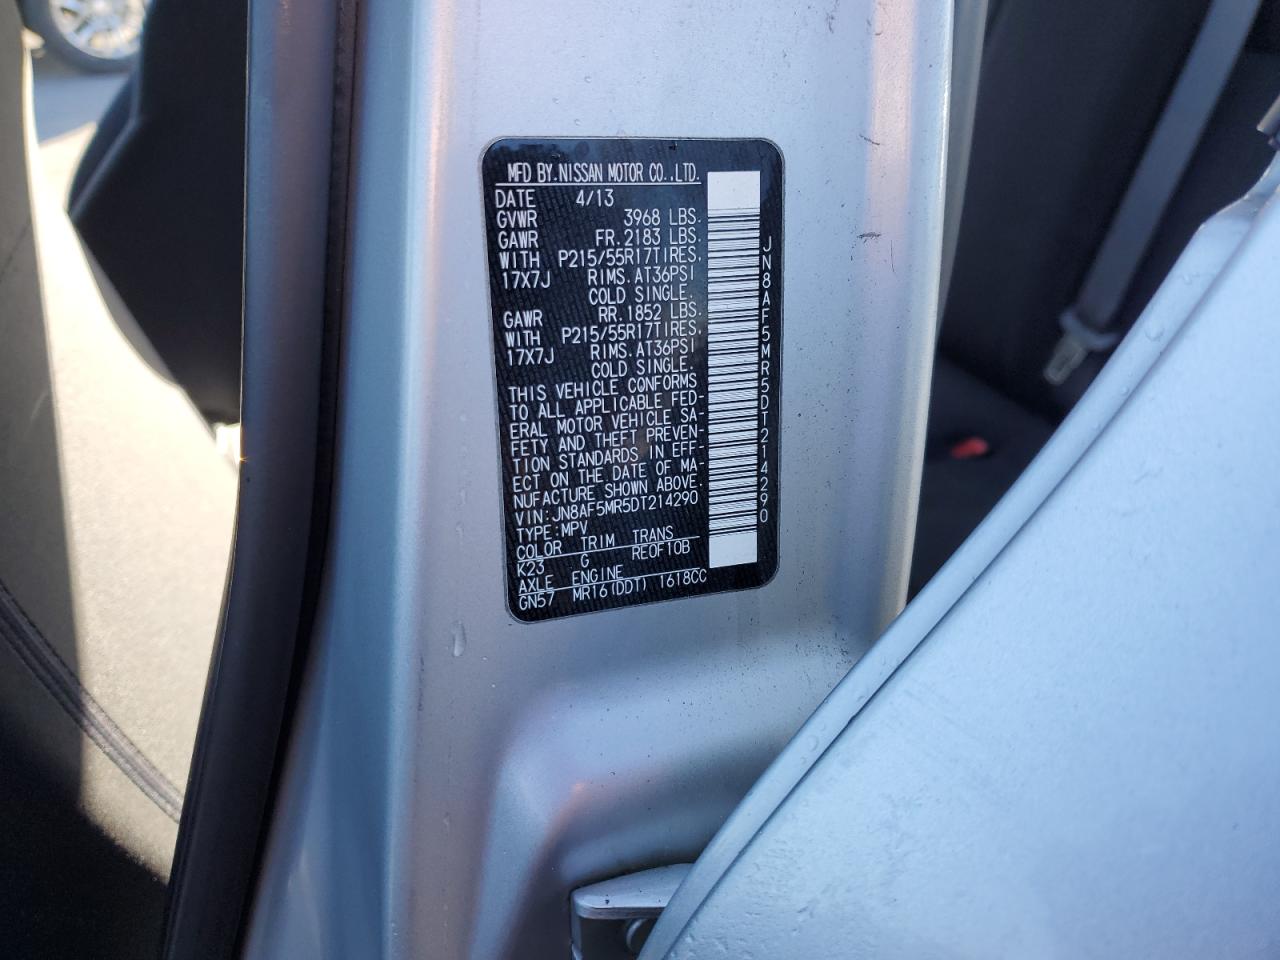 MFD BY.NISSAN MOTOR CO.,LTD.
DATE 4/13
GVWR 3968 LBS.
GAWR FR.2183 LBS.
WITH P215/55R17TIRES.
17X7J RIMS.AT36PSI
COLD SINGLE.
GAWR RR.1852 LBS.
WITH P215/55R17TIRES.
17X7J RIMS.AT36PSI
COLD SINGLE.
THIS VEHICLE CONFORMS
TO ALL APPLICABLE FED-
ERAL MOTOR VEHICLE SA-
FETY AND THEFT PREVEN-
TION STANDARDS IN EFF-
ECT ON THE DATE OF MA-
NUFACTURE SHOWN ABOVE.
VIN:JN8AF5MR5DT214290
TYPE:MPV
COLOR TRIM TRANS
K23 G RE0F10B
AXLE ENGINE
GN57 MR16(DDT) 1618CC
JN8AF5MR5DT214290